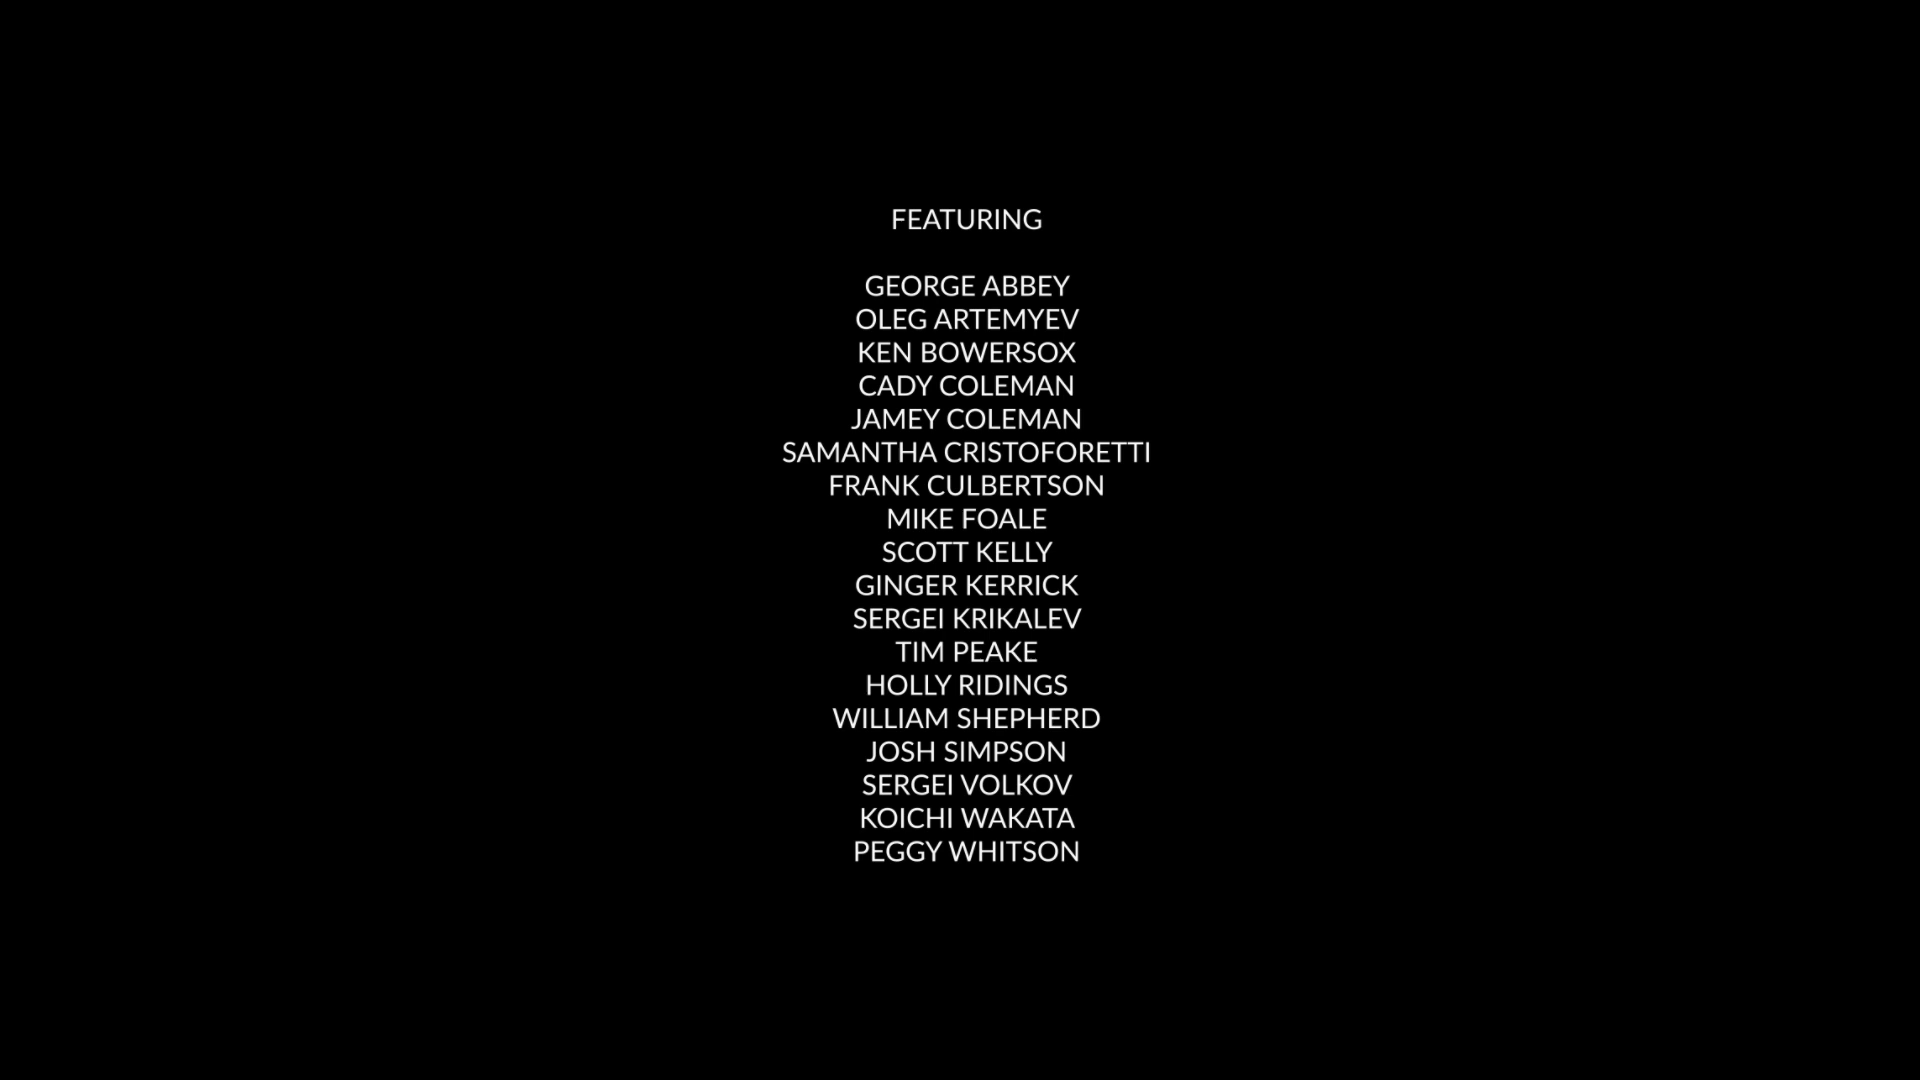 FEATURING
GEORGE ABBEY
OLEG ARTEMYEV
KEN BOWERSOX
CADY COLEMAN
JAMEY COLEMAN
SAMANTHA CRISTOFORETTI
FRANK CULBERTSON
MIKE FOALE
SCOTT KELLY
GINGER KERRICK
SERGEI KRIKALEV
TIM PEAKE
HOLLY RIDINGS
WILLIAM SHEPHERD
JOSH SIMPSON
SERGEI VOLKOV
KOICHI WAKATA
PEGGY WHITSON